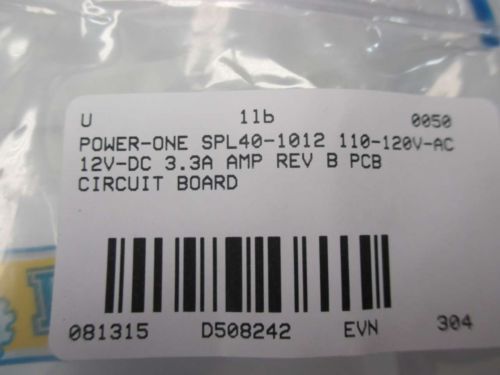 U 1lb 0050
POWER-ONE SPL40-1012 110-120V-AC
12V-DC 3.3A AMP REV B PCB
CIRCUIT BOARD
081315 D508242 EVN 304